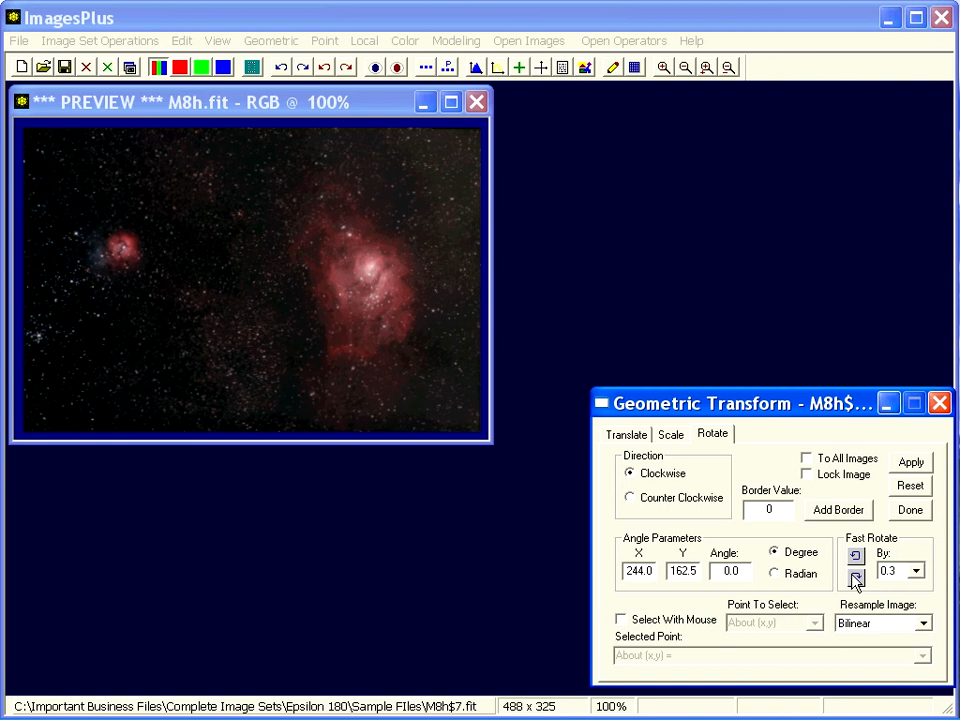 ImagesPlus
File Image Set Operations Edit View Geometric Point Local Color Modeling Open Images Open Operators Help
*** PREVIEW *** M8h.fit - RGB @ 100%
Geometric Transform - M8h$...
Translate Scale Rotate
Direction
Clockwise
Counter Clockwise
To All Images
Lock Image
Border Value:
0
Add Border
Apply
Reset
Done
Angle Parameters
X Y Angle:
244.0 162.5 0.0
Degree
Radian
Fast Rotate
By:
0.3
Select With Mouse
Point To Select:
About (x,y)
Resample Image:
Bilinear
Selected Point:
About (x,y) =
C:\Important Business Files\Complete Image Sets\Epsilon 180\Sample FIles\M8h$7.fit 488 x 325 100%